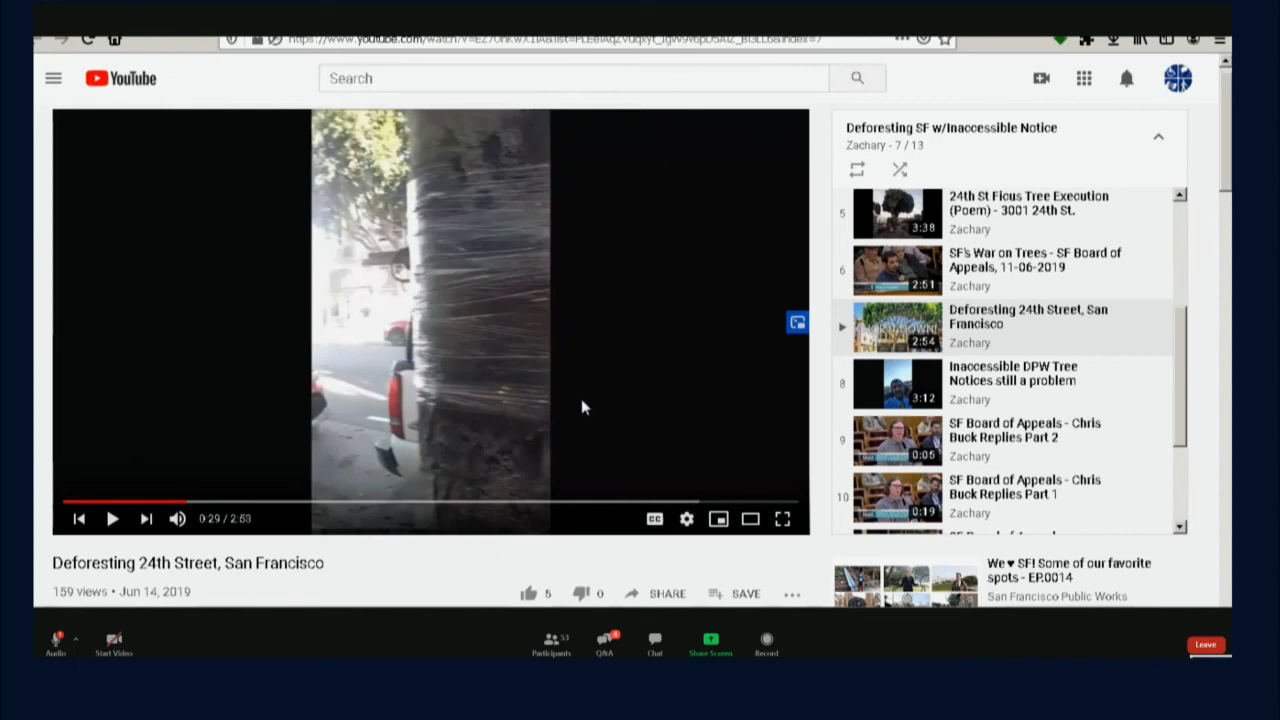 YouTube
Search
Deforesting SF w/Inaccessible Notice
Zachary - 7 / 13
5
3:38
24th St Ficus Tree Execution
(Poem) - 3001 24th St.
Zachary
6
2:51
SF's War on Trees - SF Board of
Appeals, 11-06-2019
Zachary
2:54
Deforesting 24th Street, San
Francisco
Zachary
8
3:12
Inaccessible DPW Tree
Notices still a problem
Zachary
9
0:05
SF Board of Appeals - Chris
Buck Replies Part 2
Zachary
10
0:19
SF Board of Appeals - Chris
Buck Replies Part 1
Zachary
0:29 / 2:53
CC
Deforesting 24th Street, San Francisco
159 views • Jun 14, 2019
5
0
SHARE
SAVE
We ♥ SF! Some of our favorite
spots - EP.0014
San Francisco Public Works
Audio
Start Video
Participants
53
Q&A
Chat
Share Screen
Record
Leave